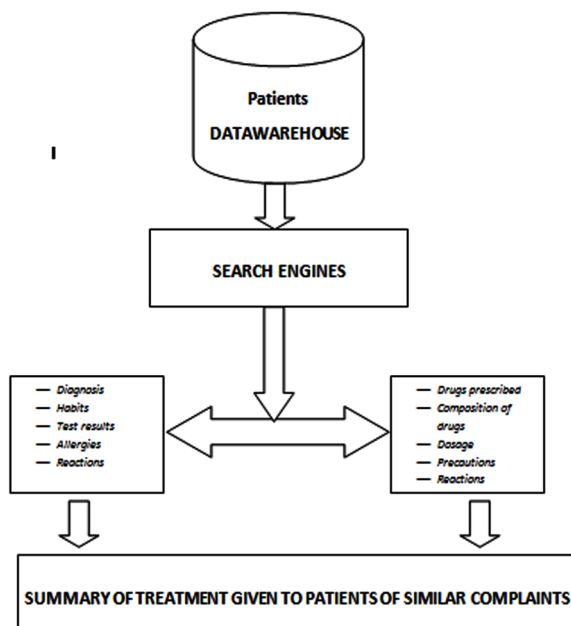 Patients
DATAWAREHOUSE
I
SEARCH ENGINES
— Diagnosis
— Habits
— Test results
— Allergies
— Reactions
— Drugs prescribed
— Composition of
drugs
— Dosage
— Precautions
— Reactions
SUMMARY OF TREATMENT GIVEN TO PATIENTS OF SIMILAR COMPLAINTS